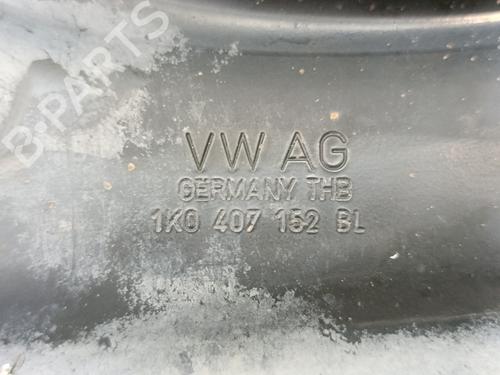 B-PARTS
VW AG
GERMANY THB
1K0 407 152 BL